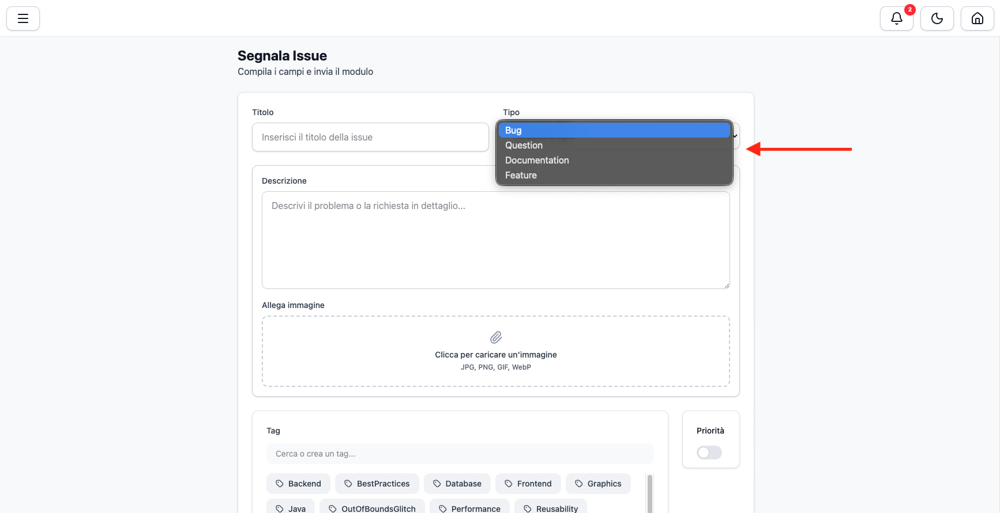 2
Segnala Issue
Compila i campi e invia il modulo
Titolo
Inserisci il titolo della issue
Tipo
Bug
Question
Documentation
Feature
Descrizione
Descrivi il problema o la richiesta in dettaglio...
Allega immagine
Clicca per caricare un'immagine
JPG, PNG, GIF, WebP
Tag
Cerca o crea un tag...
Backend BestPractices Database Frontend Graphics
Java OutOfBoundsGlitch Performance Reusability
Priorità